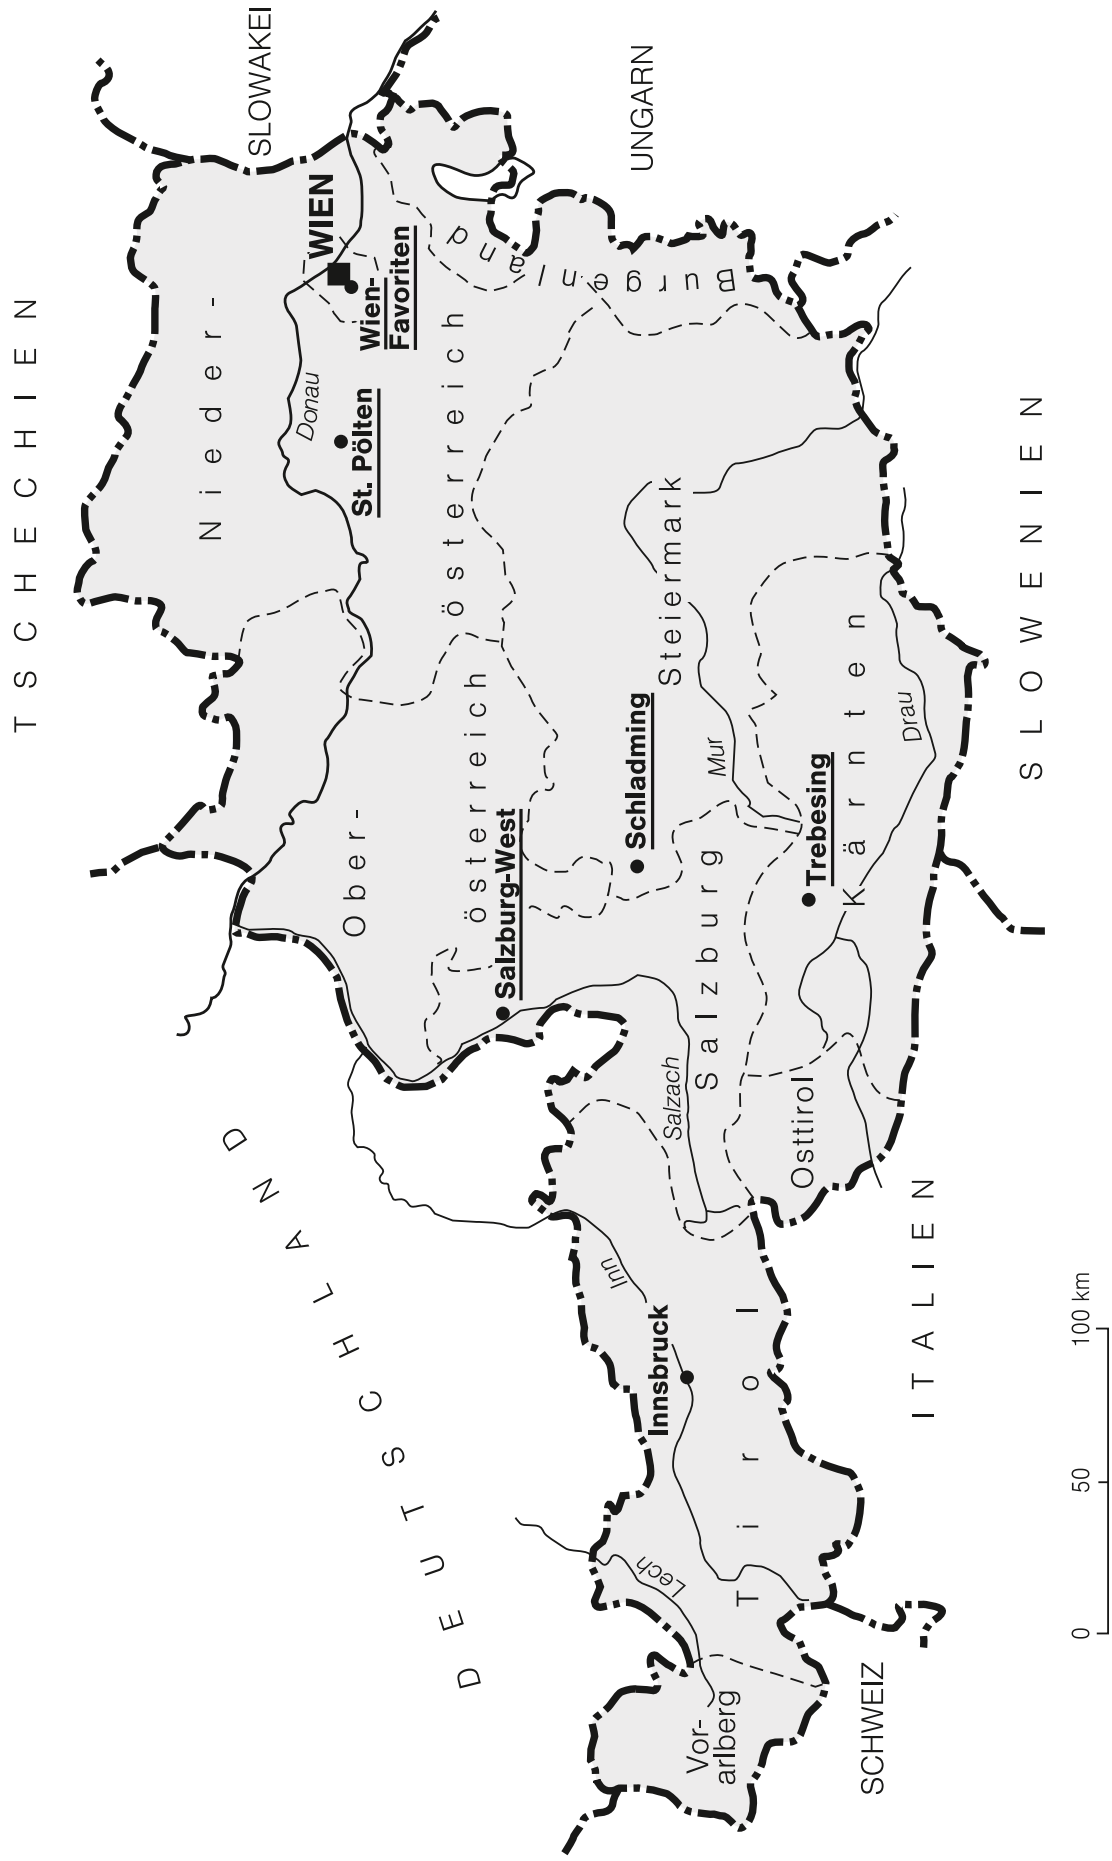 TSCHECHIEN
SLOWAKEI
UNGARN
SLOWENIEN
ITALIEN
SCHWEIZ
DEUTSCHLAND
Nieder-
österreich
WIEN
Wien-
Favoriten
Donau
St. Pölten
Burgenland
Ober-
österreich
Salzburg-West
Steiermark
Schladming
Mur
Salzburg
Salzach
Trebesing
Kärnten
Drau
Osttirol
Inn
Innsbruck
Tirol
Lech
Vor-
arlberg
0 50 100 km